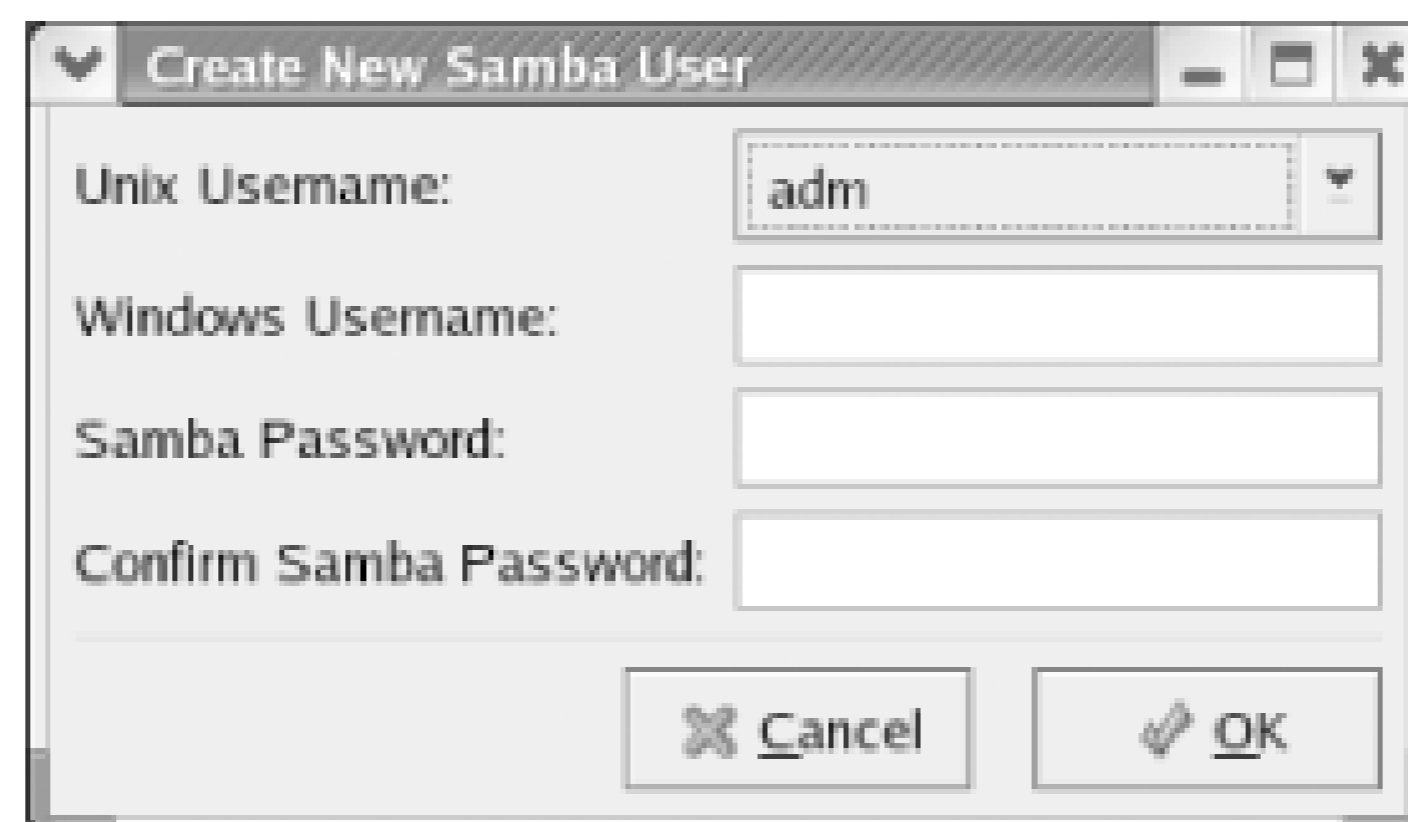 Create New Samba User
Unix Username:
adm
Windows Username:
Samba Password:
Confirm Samba Password:
Cancel
OK